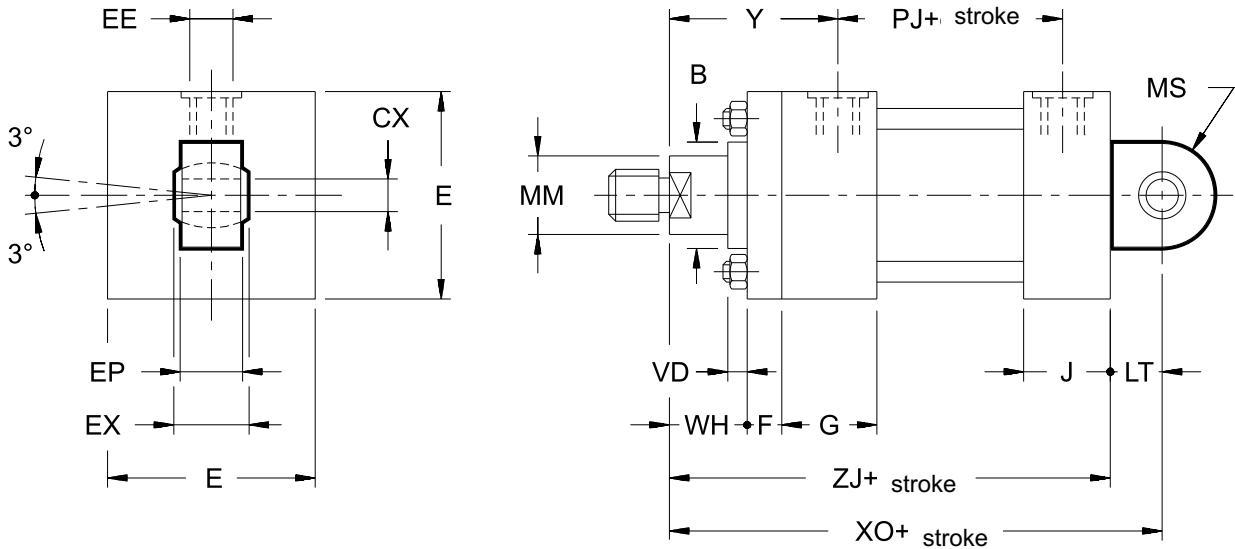 EE
Y
PJ+ stroke
B
CX
MS
3°
MM
E
3°
EP
VD
J
LT
EX
WH
F
G
E
ZJ+ stroke
XO+ stroke